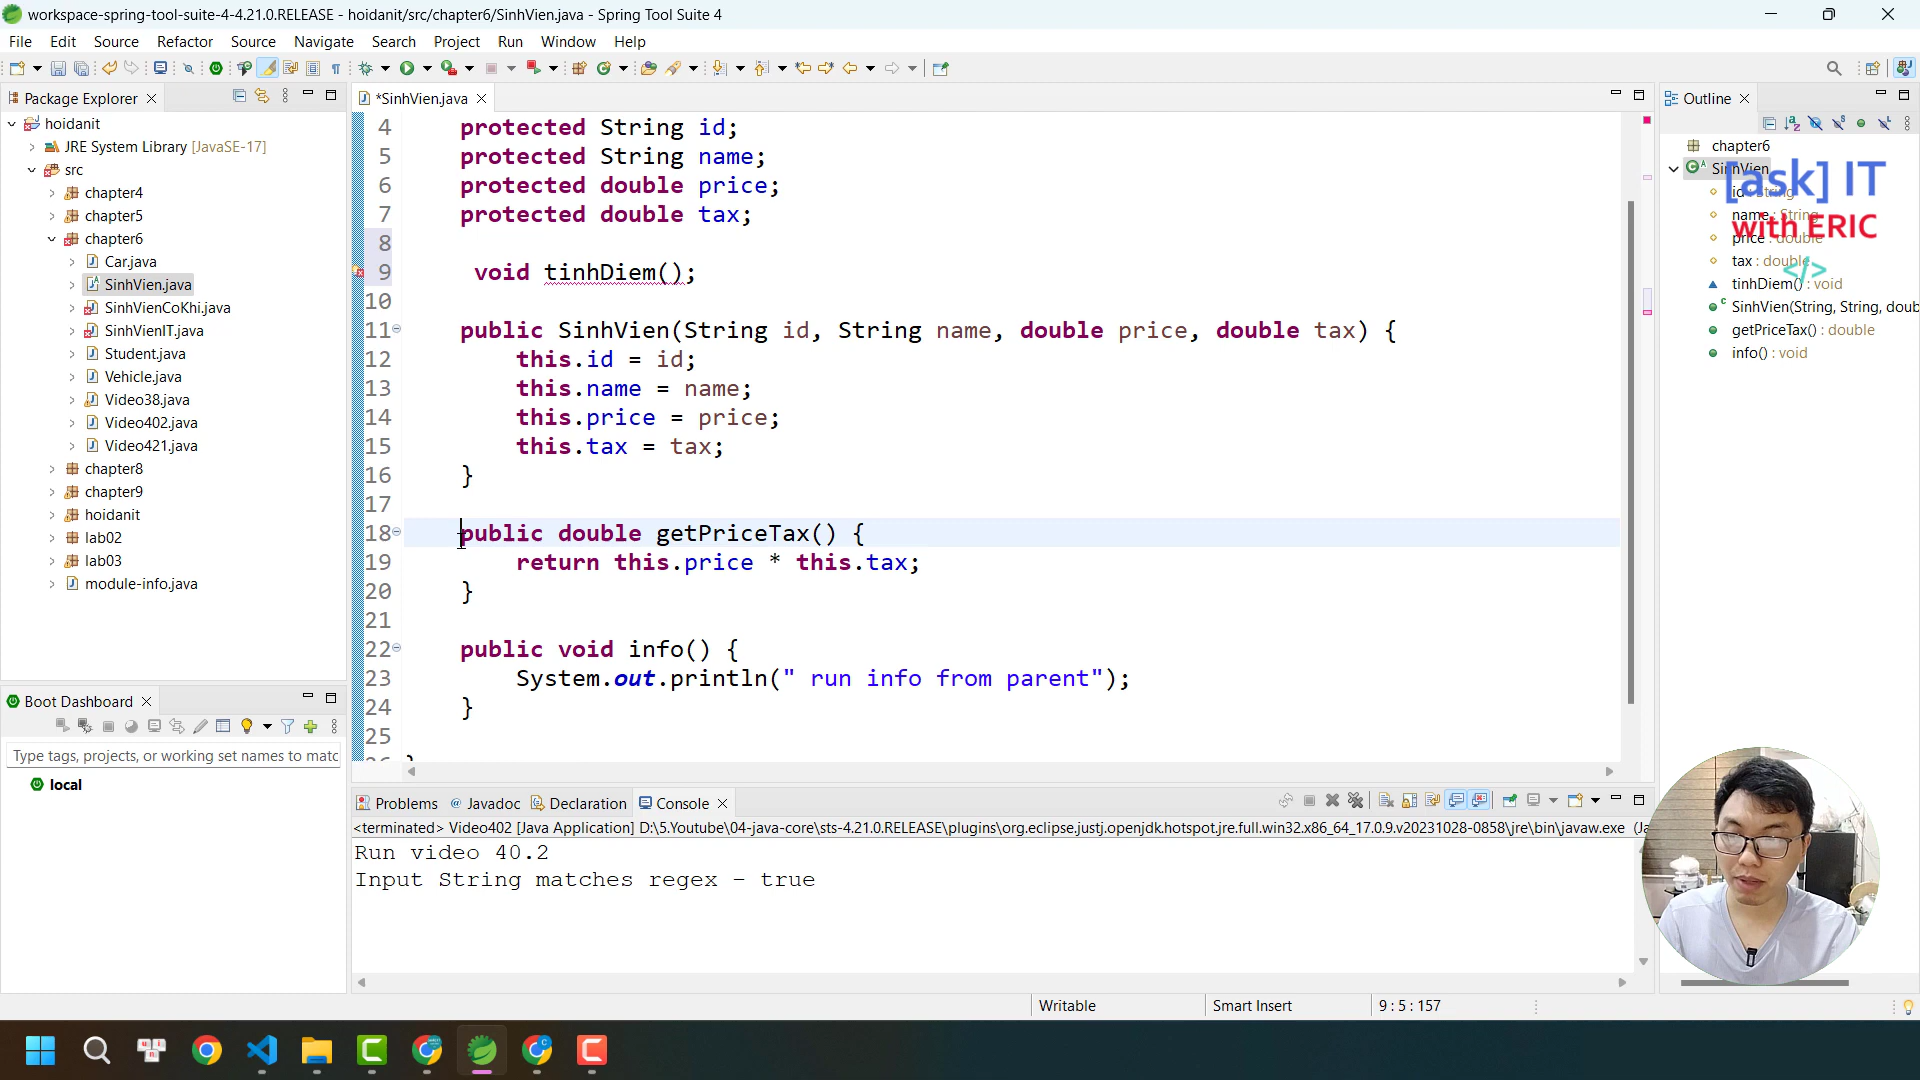 workspace-spring-tool-suite-4-4.21.0.RELEASE - hoidanit/src/chapter6/SinhVien.java - Spring Tool Suite 4
File Edit Source Refactor Source Navigate Search Project Run Window Help
Package Explorer
hoidanit
JRE System Library [JavaSE-17]
src
chapter4
chapter5
chapter6
Car.java
SinhVien.java
SinhVienCoKhi.java
SinhVienIT.java
Student.java
Vehicle.java
Video38.java
Video402.java
Video421.java
chapter8
chapter9
hoidanit
lab02
lab03
module-info.java
Boot Dashboard
Type tags, projects, or working set names to matc
local
*SinhVien.java
4 protected String id;
5 protected String name;
6 protected double price;
7 protected double tax;
8
9 void tinhDiem();
10
11 public SinhVien(String id, String name, double price, double tax) {
12 this.id = id;
13 this.name = name;
14 this.price = price;
15 this.tax = tax;
16 }
17
18 public double getPriceTax() {
19 return this.price * this.tax;
20 }
21
22 public void info() {
23 System.out.println(" run info from parent");
24 }
25
Problems Javadoc Declaration Console
<terminated> Video402 [Java Application] D:\5.Youtube\04-java-core\sts-4.21.0.RELEASE\plugins\org.eclipse.justj.openjdk.hotspot.jre.full.win32.x86_64_17.0.9.v20231028-0858\jre\bin\javaw.exe (Ja
Run video 40.2
Input String matches regex - true
Outline
chapter6
SinhVien
id : String
name : String
price : double
tax : double
tinhDiem() : void
SinhVien(String, String, doub
getPriceTax() : double
info() : void
[ask] IT
with ERIC
</>
Writable Smart Insert 9 : 5 : 157